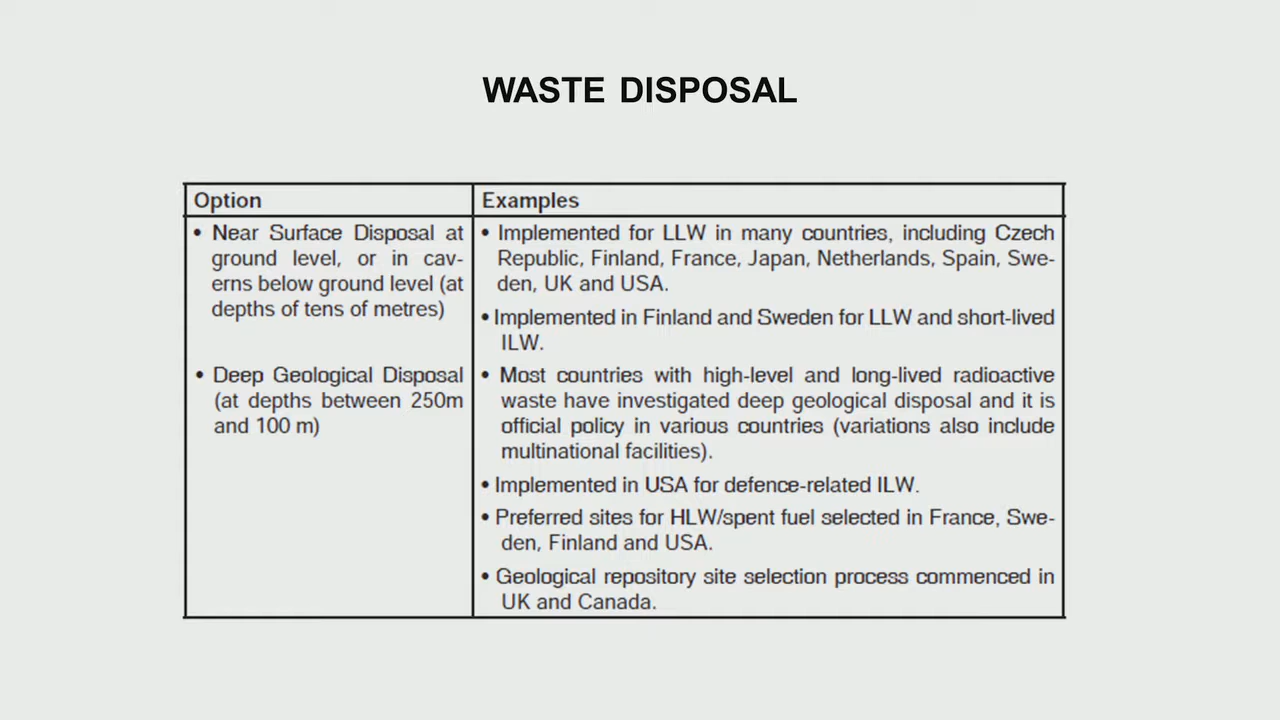 WASTE DISPOSAL
Option
Examples
• Near Surface Disposal at
ground level, or in cav-
erns below ground level (at
depths of tens of metres)
• Implemented for LLW in many countries, including Czech
Republic, Finland, France, Japan, Netherlands, Spain, Swe-
den, UK and USA.
• Implemented in Finland and Sweden for LLW and short-lived
ILW.
• Deep Geological Disposal
(at depths between 250m
and 100 m)
• Most countries with high-level and long-lived radioactive
waste have investigated deep geological disposal and it is
official policy in various countries (variations also include
multinational facilities).
• Implemented in USA for defence-related ILW.
• Preferred sites for HLW/spent fuel selected in France, Swe-
den, Finland and USA.
• Geological repository site selection process commenced in
UK and Canada.